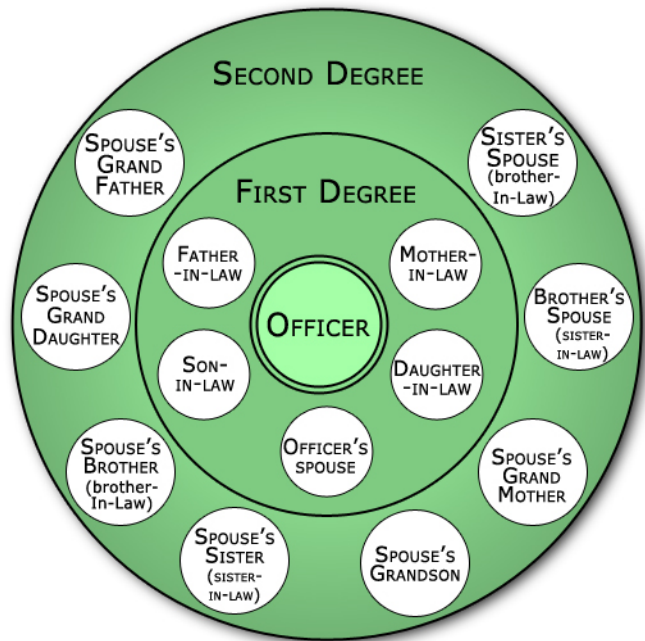 SECOND DEGREE
SPOUSE'S
GRAND
FATHER
SISTER'S
SPOUSE
(brother-
In-Law)
FIRST DEGREE
FATHER
-IN-LAW
MOTHER-
IN-LAW
SPOUSE'S
GRAND
DAUGHTER
OFFICER
BROTHER'S
SPOUSE
(SISTER-
IN-LAW)
SON-
IN-LAW
DAUGHTER
-IN-LAW
SPOUSE'S
BROTHER
(brother-
In-Law)
OFFICER'S
SPOUSE
SPOUSE'S
GRAND
MOTHER
SPOUSE'S
SISTER
(SISTER-
IN-LAW)
SPOUSE'S
GRANDSON